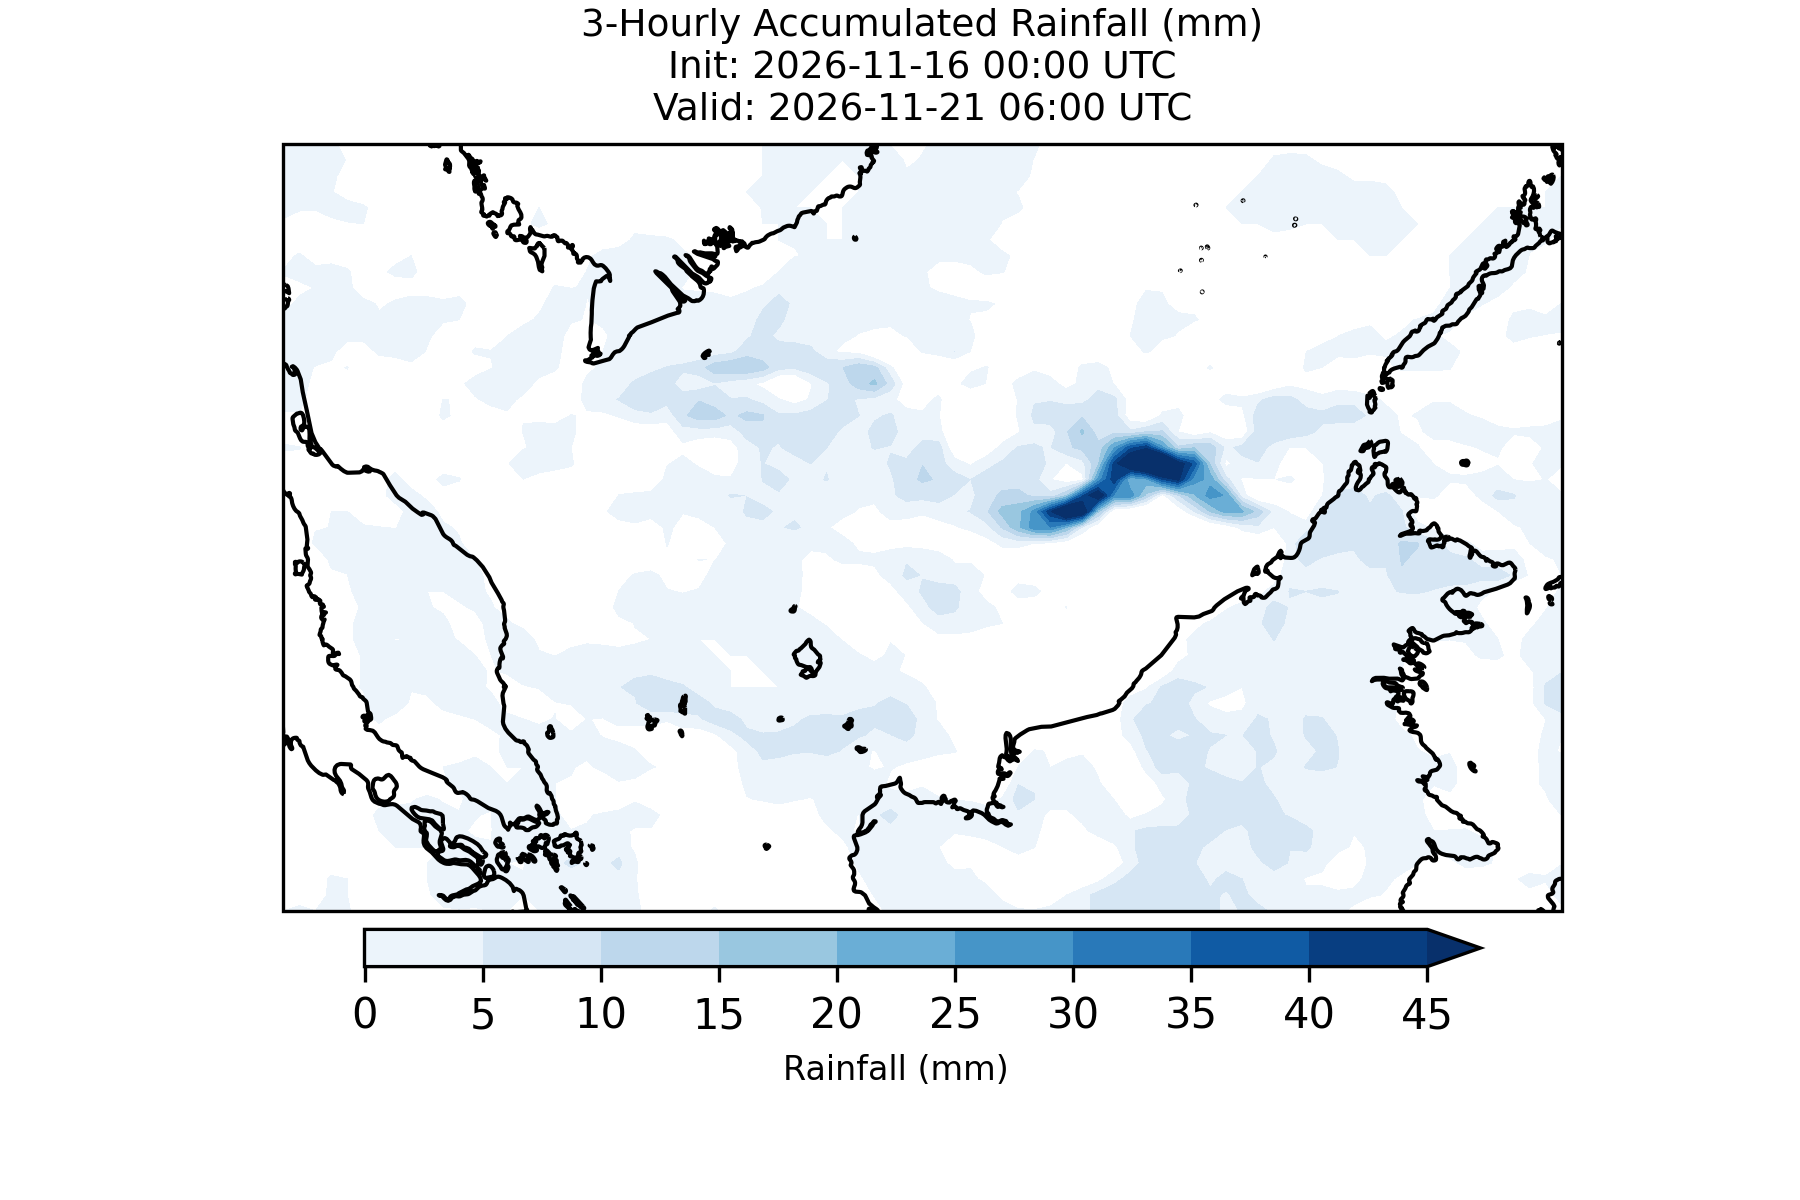 3-Hourly Accumulated Rainfall (mm)
Init: 2026-11-16 00:00 UTC
Valid: 2026-11-21 06:00 UTC
0 5 10 15 20 25 30 35 40 45
Rainfall (mm)